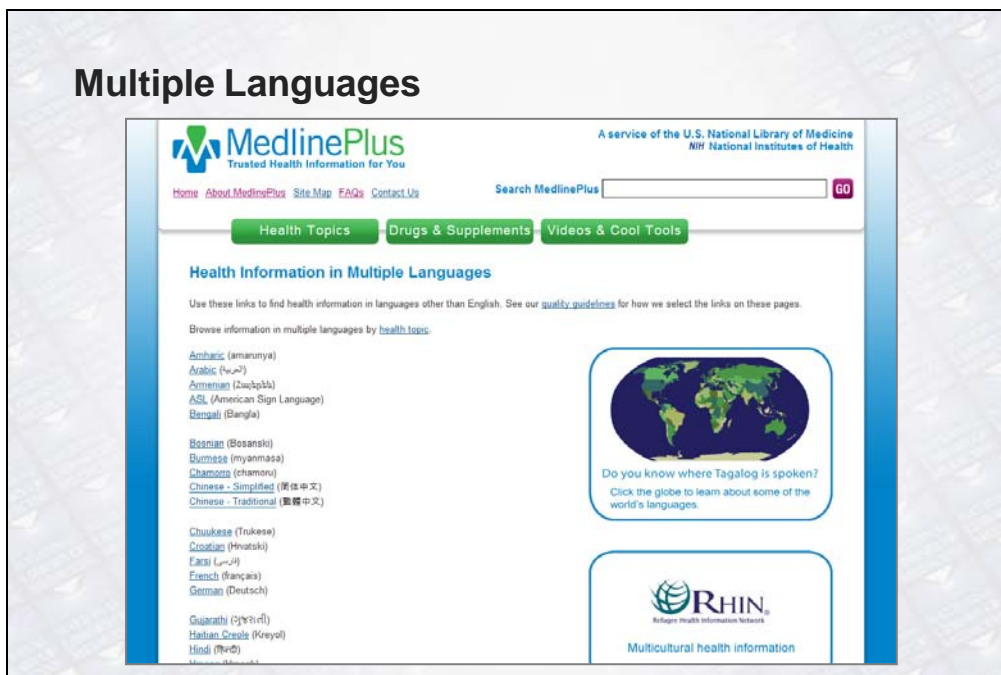 Multiple Languages
MedlinePlus
Trusted Health Information for You
A service of the U.S. National Library of Medicine
NIH National Institutes of Health
Home About MedlinePlus Site Map FAQs Contact Us
Search MedlinePlus GO
Health Topics Drugs & Supplements Videos & Cool Tools
Health Information in Multiple Languages
Use these links to find health information in languages other than English. See our quality guidelines for how we select the links on these pages.
Browse information in multiple languages by health topic.
Amharic (amarunya)
Arabic (العربية)
Armenian (Հայերեն)
ASL (American Sign Language)
Bengali (Bangla)
Bosnian (Bosanski)
Burmese (myanmasa)
Chamorro (chamoru)
Chinese - Simplified (简体中文)
Chinese - Traditional (繁體中文)
Chuukese (Trukese)
Croatian (Hrvatski)
Farsi (فارسی)
French (français)
German (Deutsch)
Gujarathi (ગુજરાતી)
Haitian Creole (Kreyol)
Hindi (हिन्दी)
Do you know where Tagalog is spoken?
Click the globe to learn about some of the
world's languages.
RHIN.
Refugee Health Information Network
Multicultural health information